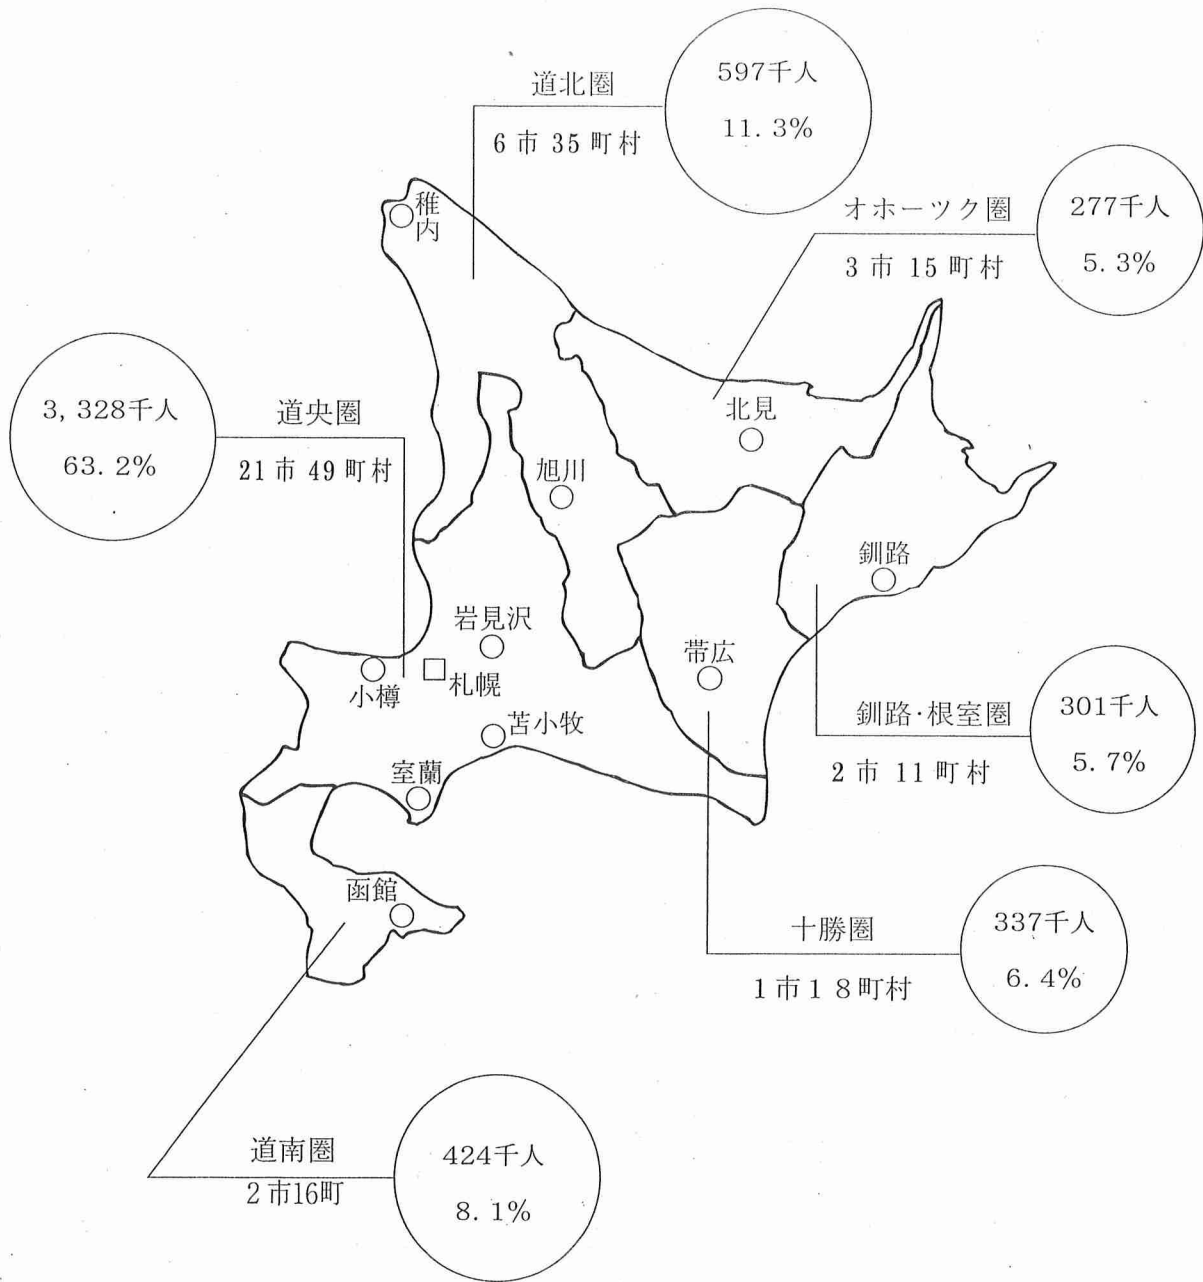 道北圏
6市35町村
597千人
11.3%
オホーツク圏
3市15町村
277千人
5.3%
稚
内
3,328千人
63.2%
道央圏
21市49町村
北見
旭川
釧路
岩見沢
帯広
小樽
札幌
苫小牧
室蘭
釧路・根室圏
2市11町村
301千人
5.7%
函館
十勝圏
1市18町村
337千人
6.4%
道南圏
2市16町
424千人
8.1%